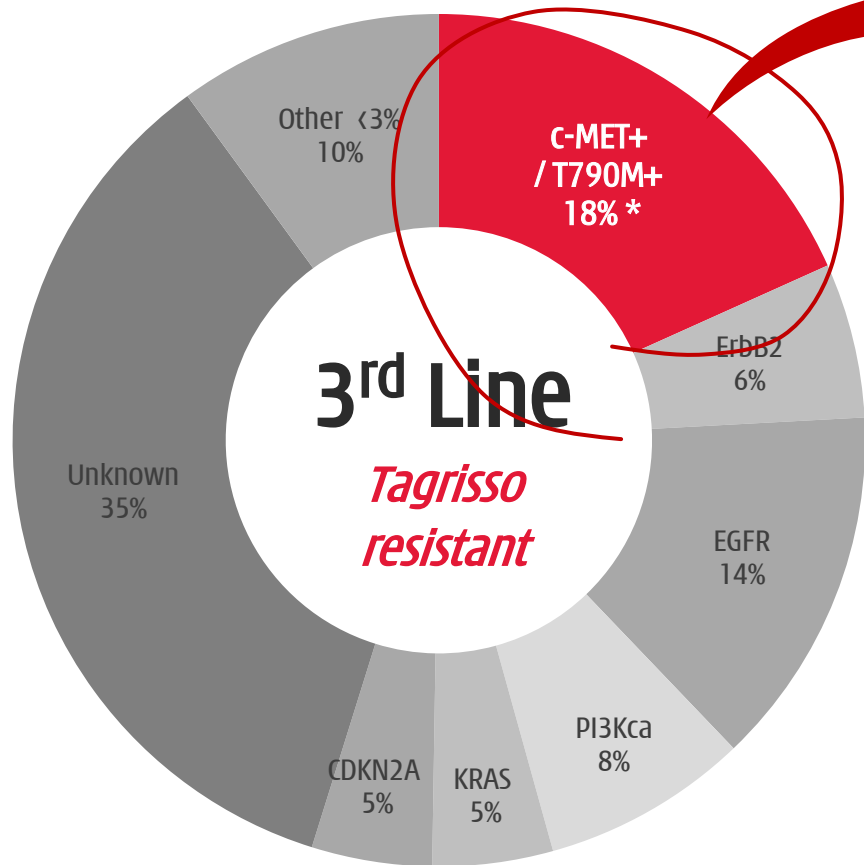 Other <3%
10%
c-MET+
/ T790M+
18% *
ErbB2
6%
3rd Line
Tagrisso
resistant
Unknown
35%
EGFR
14%
PI3Kca
8%
CDKN2A
5%
KRAS
5%